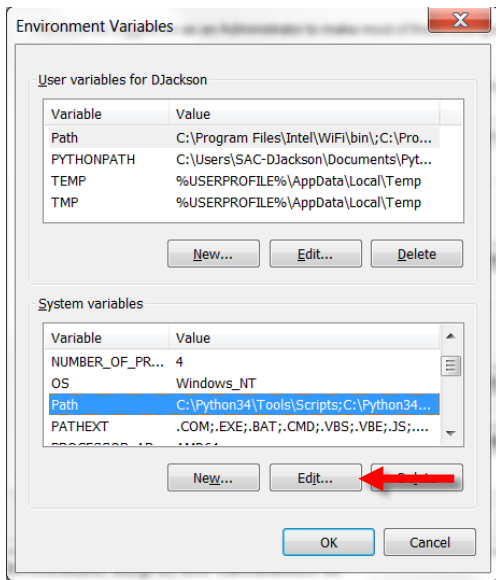 Environment Variables
User variables for DJackson
Variable Value
Path C:\Program Files\Intel\WiFi\bin\;C:\Pro...
PYTHONPATH C:\Users\SAC-DJackson\Documents\Pyt...
TEMP %USERPROFILE%\AppData\Local\Temp
TMP %USERPROFILE%\AppData\Local\Temp
New... Edit... Delete
System variables
Variable Value
NUMBER_OF_PR... 4
OS Windows_NT
Path C:\Python34\Tools\Scripts;C:\Python34...
PATHEXT .COM;.EXE;.BAT;.CMD;.VBS;.VBE;.JS;....
New... Edit...
OK Cancel